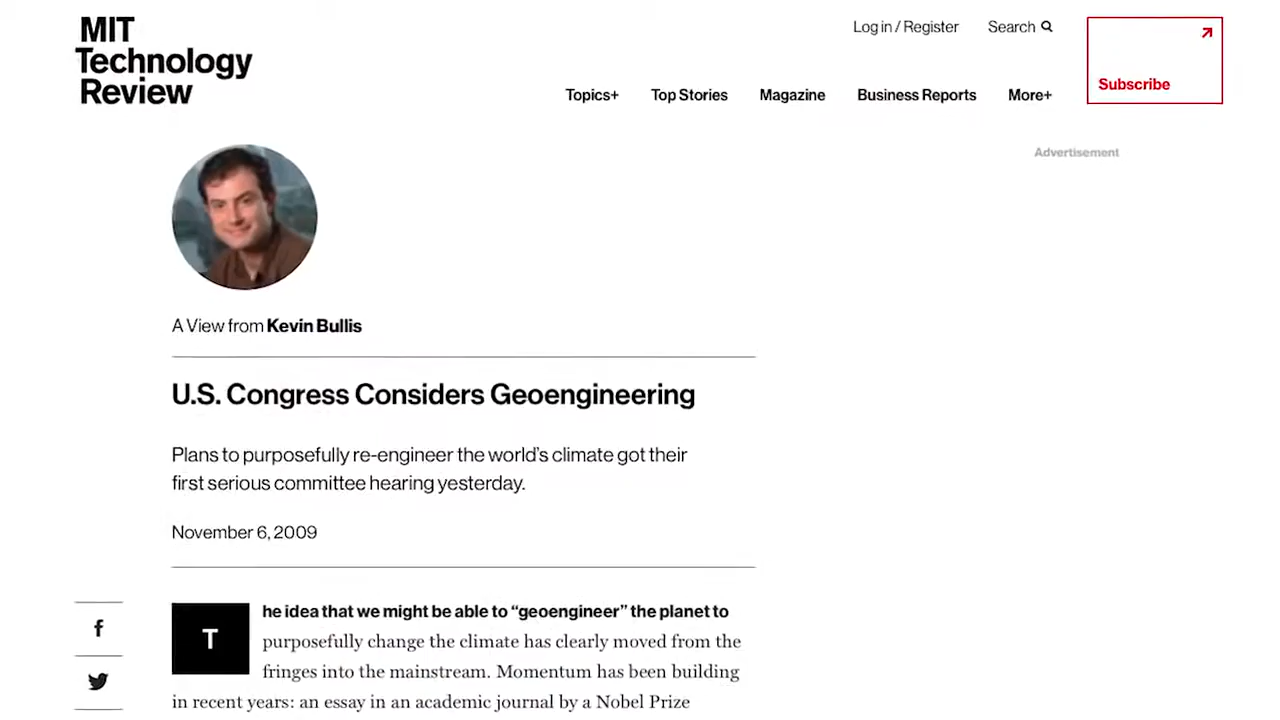 MIT
Technology
Review
Log in / Register
Search
Subscribe
Topics+
Top Stories
Magazine
Business Reports
More+
Advertisement
A View from Kevin Bullis
U.S. Congress Considers Geoengineering
Plans to purposefully re-engineer the world's climate got their
first serious committee hearing yesterday.
November 6, 2009
The idea that we might be able to “geoengineer” the planet to
purposefully change the climate has clearly moved from the
fringes into the mainstream. Momentum has been building
in recent years: an essay in an academic journal by a Nobel Prize